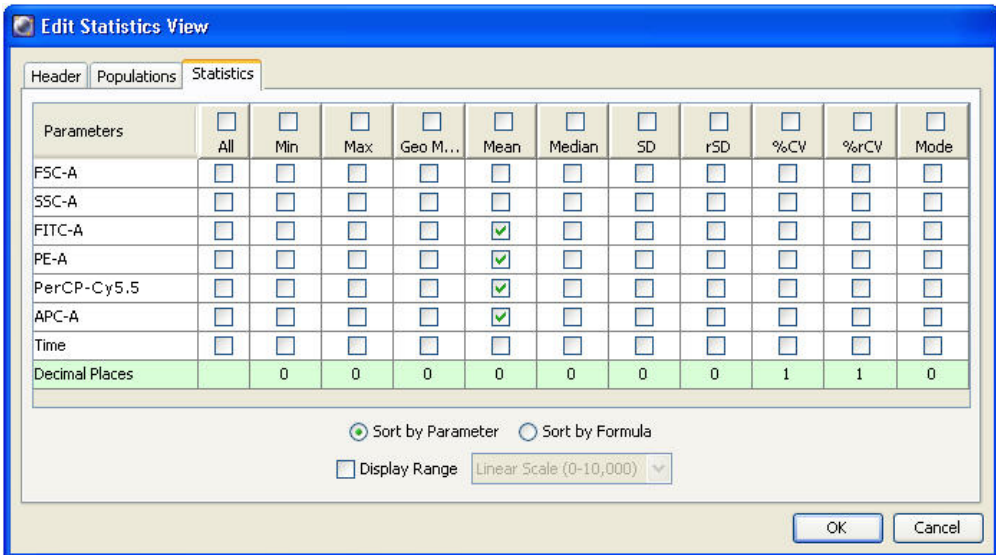 Edit Statistics View
Header Populations Statistics
Parameters All Min Max Geo M... Mean Median SD rSD %CV %rCV Mode
FSC-A
SSC-A
FITC-A
PE-A
PerCP-Cy5.5
APC-A
Time
Decimal Places 0 0 0 0 0 0 0 1 1 0
Sort by Parameter Sort by Formula
Display Range Linear Scale (0-10,000)
OK Cancel